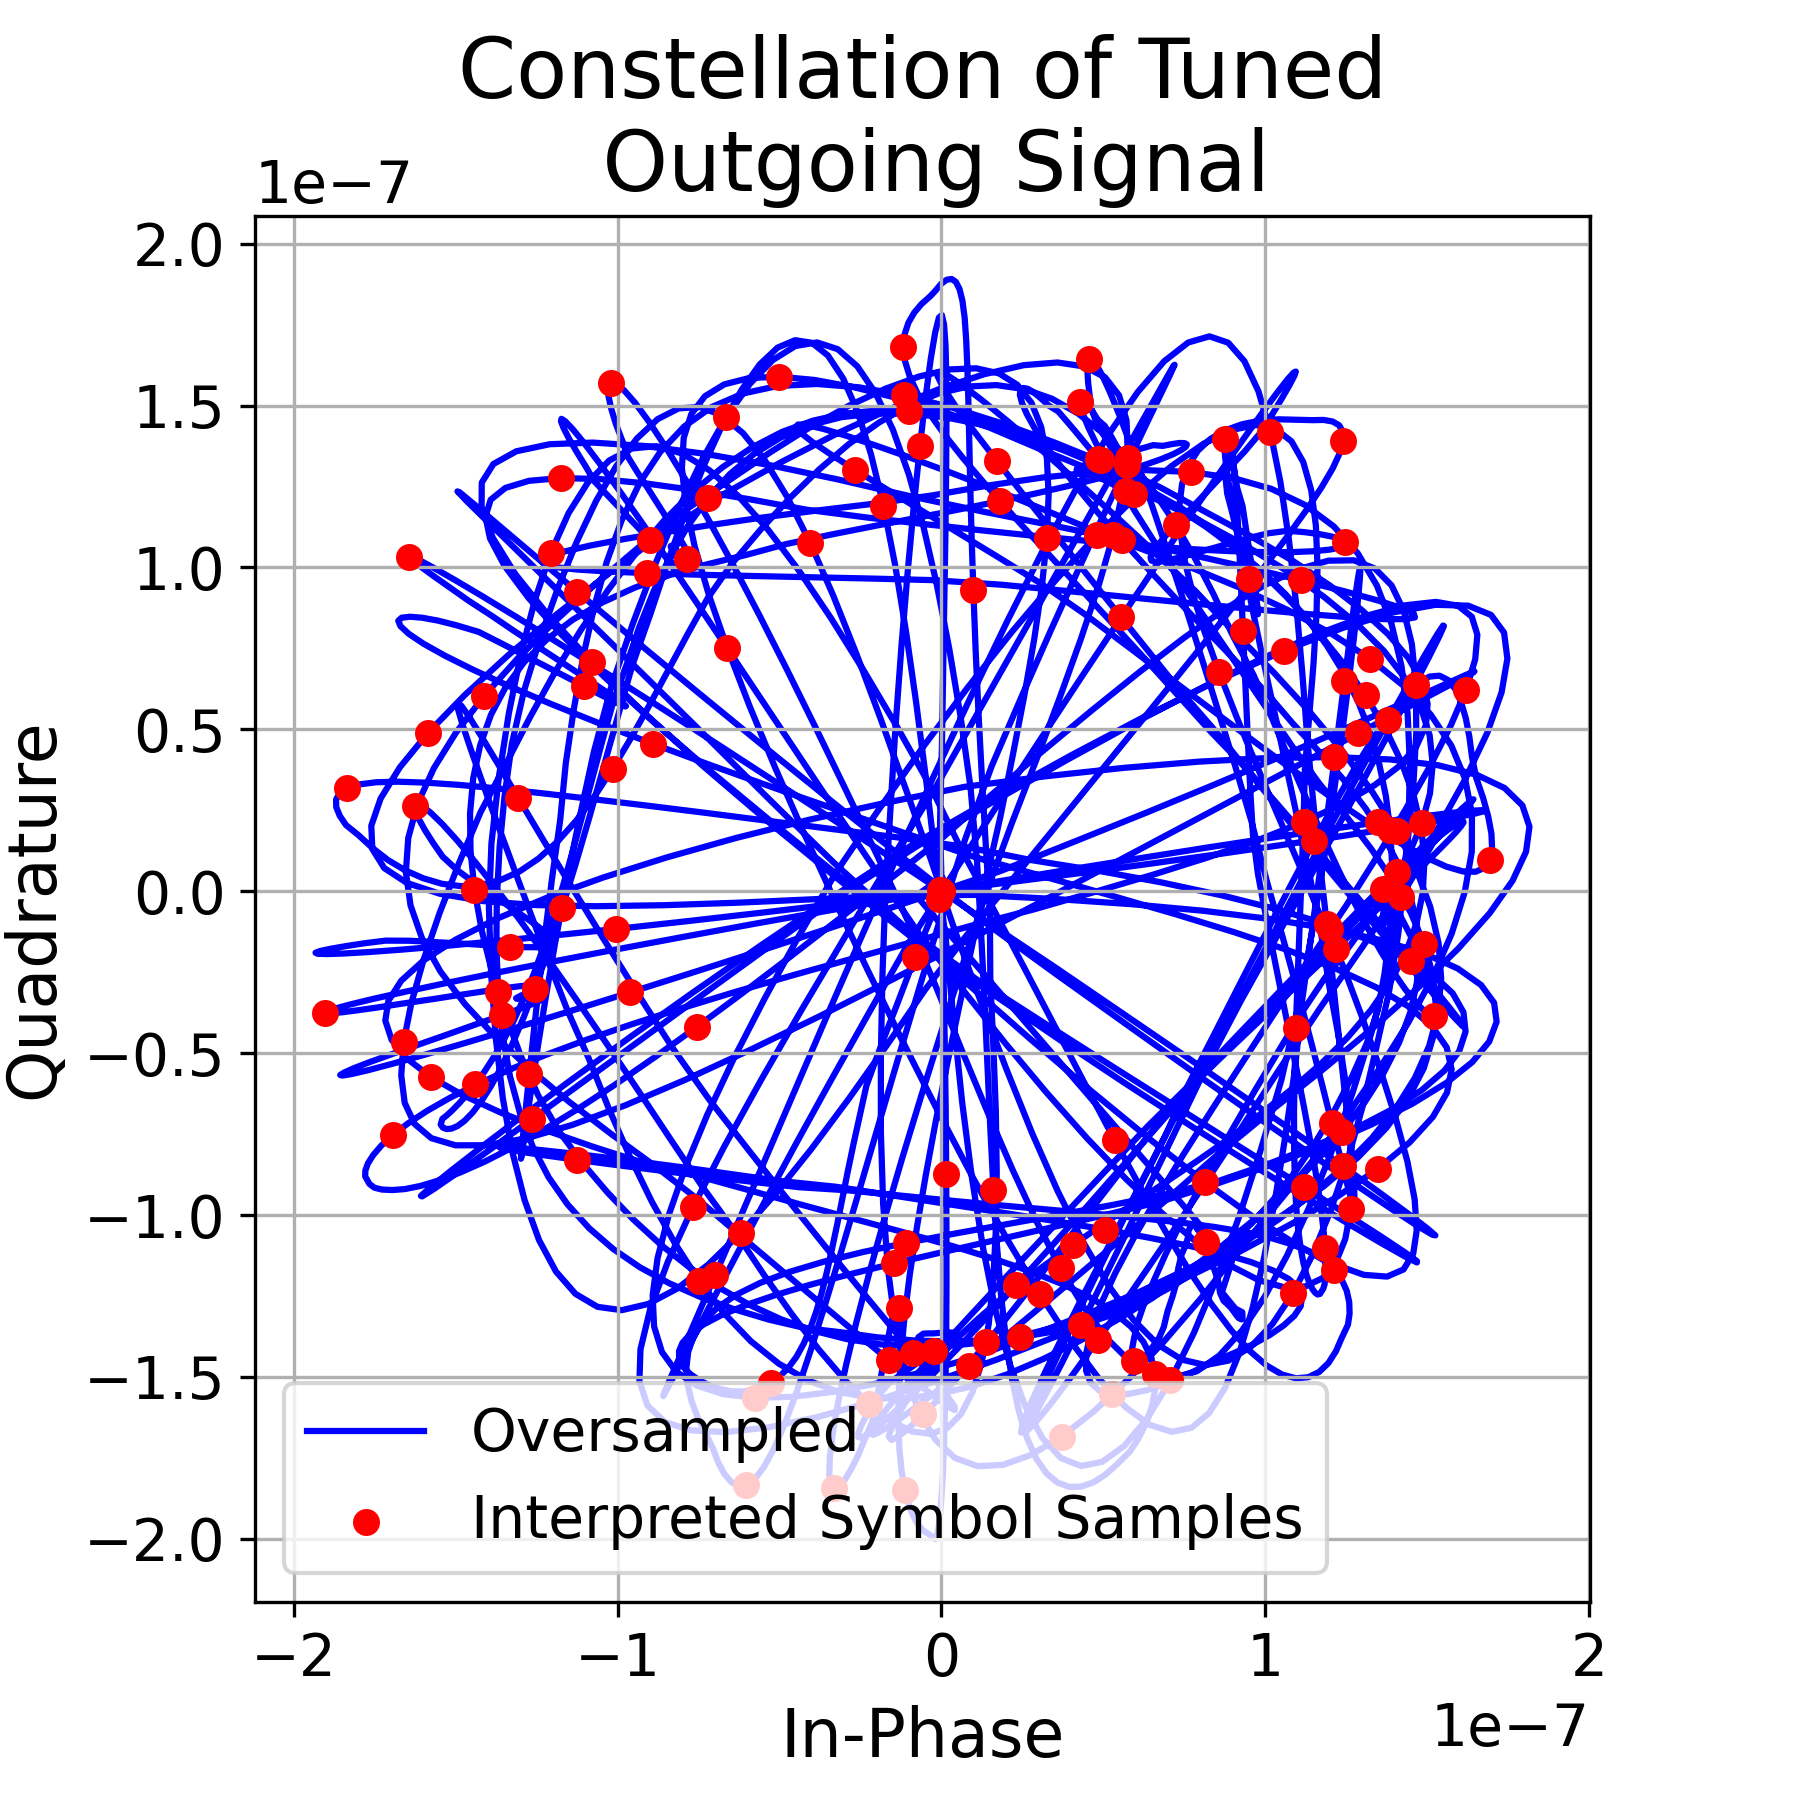 Constellation of Tuned
Outgoing Signal
1e−7
2.0
1.5
1.0
0.5
0.0
−0.5
−1.0
−1.5
−2.0
Quadrature
Oversampled
Interpreted Symbol Samples
−2 −1 0 1 2
In-Phase
1e−7